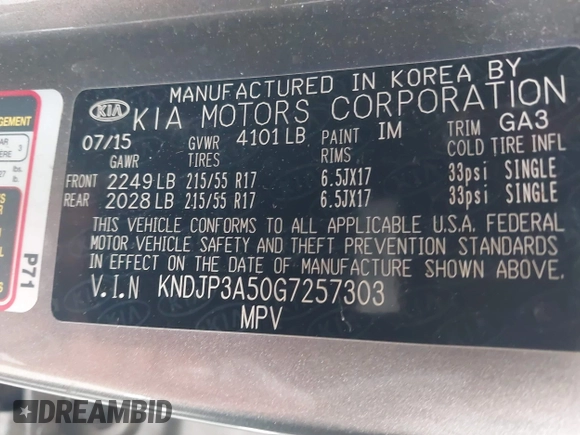 MANUFACTURED IN KOREA BY
KIA KIA MOTORS CORPORATION
07/15 GVWR 4101 LB PAINT IM TRIM GA3
GAWR TIRES RIMS COLD TIRE INFL
FRONT 2249 LB 215/55 R17 6.5JX17 33psi SINGLE
REAR 2028 LB 215/55 R17 6.5JX17 33psi SINGLE
THIS VEHICLE CONFORMS TO ALL APPLICABLE U.S.A. FEDERAL
MOTOR VEHICLE SAFETY AND THEFT PREVENTION STANDARDS
IN EFFECT ON THE DATE OF MANUFACTURE SHOWN ABOVE.
V.I.N KNDJP3A50G7257303
MPV
P71
DREAMBID